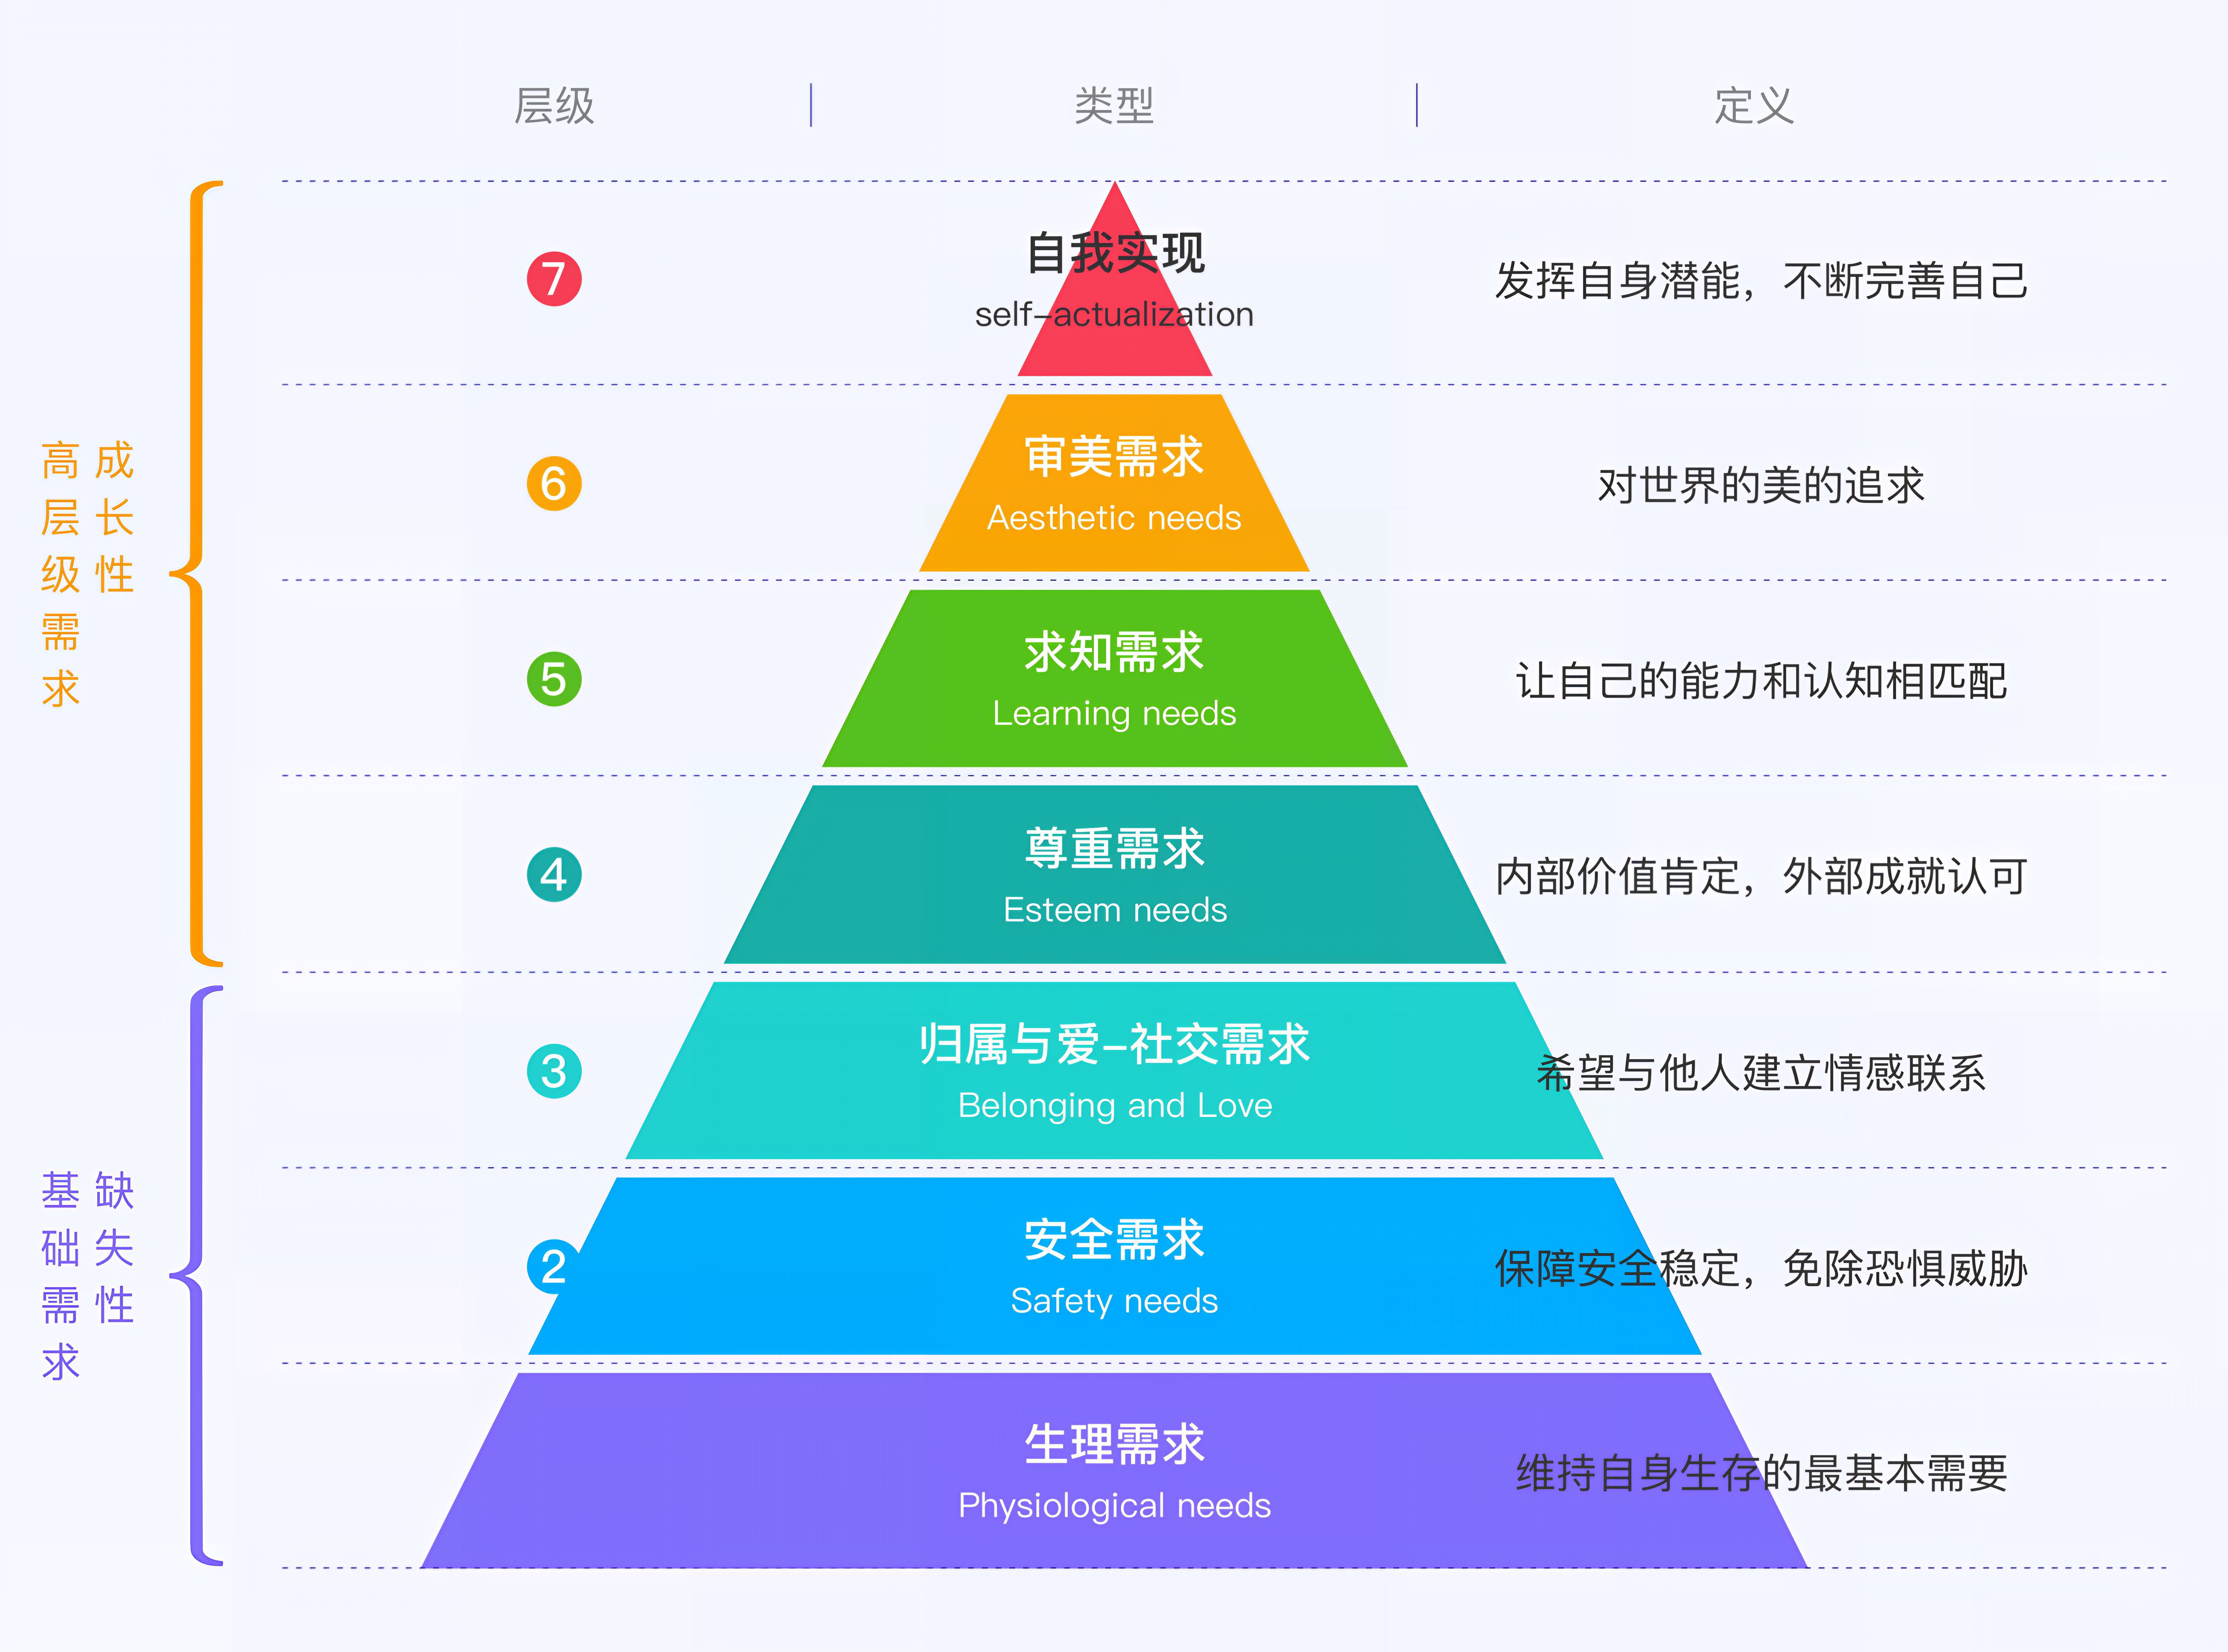 层级
类型
定义
成长性
高层级需求
7
自我实现
self-actualization
发挥自身潜能，不断完善自己
6
审美需求
Aesthetic needs
对世界的美的追求
5
求知需求
Learning needs
让自己的能力和认知相匹配
4
尊重需求
Esteem needs
内部价值肯定，外部成就认可
缺失性
基础需求
3
归属与爱-社交需求
Belonging and Love
希望与他人建立情感联系
2
安全需求
Safety needs
保障安全稳定，免除恐惧威胁
生理需求
Physiological needs
维持自身生存的最基本需要